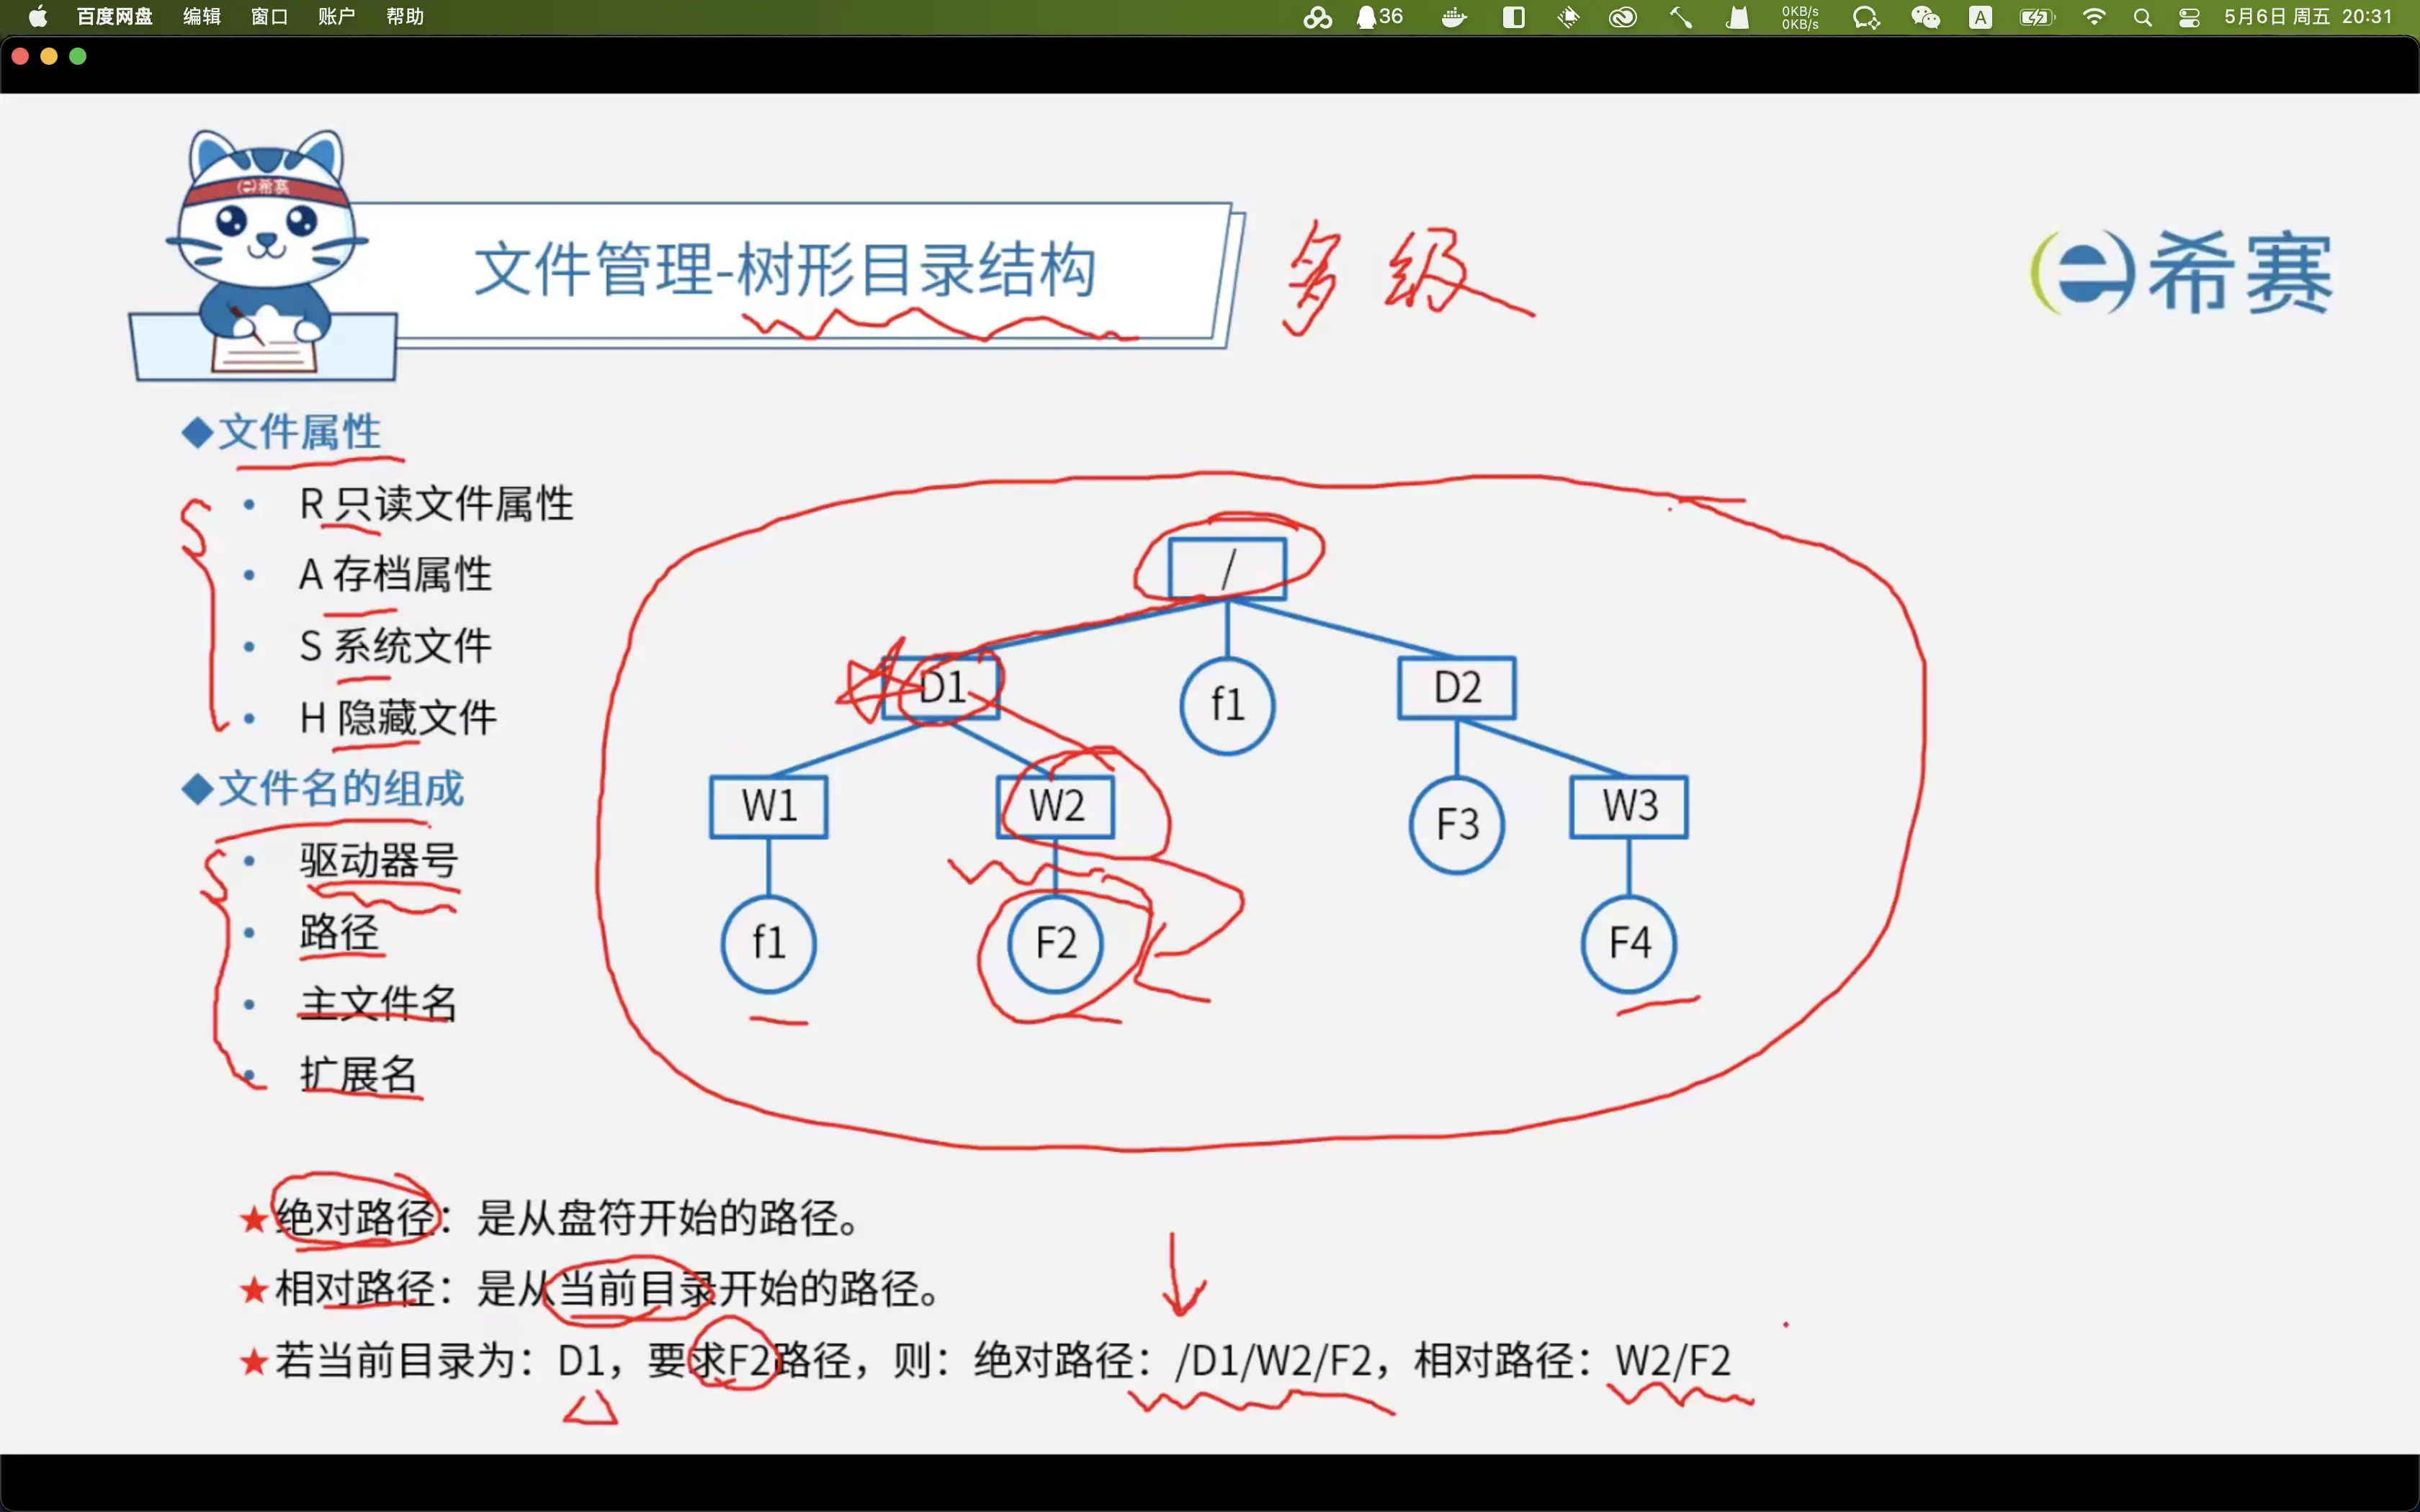 百度网盘 编辑 窗口 账户 帮助 36 0KB/s 0KB/s A 5月6日 周五 20:31
e希赛
文件管理-树形目录结构 多级 e希赛
◆文件属性
• R 只读文件属性
• A 存档属性
• S 系统文件
• H 隐藏文件
◆文件名的组成
• 驱动器号
• 路径
• 主文件名
• 扩展名
/
D1 f1 D2
W1 W2 F3 W3
f1 F2 F4
★绝对路径：是从盘符开始的路径。
★相对路径：是从当前目录开始的路径。
★若当前目录为：D1，要求F2路径，则：绝对路径：/D1/W2/F2，相对路径：W2/F2